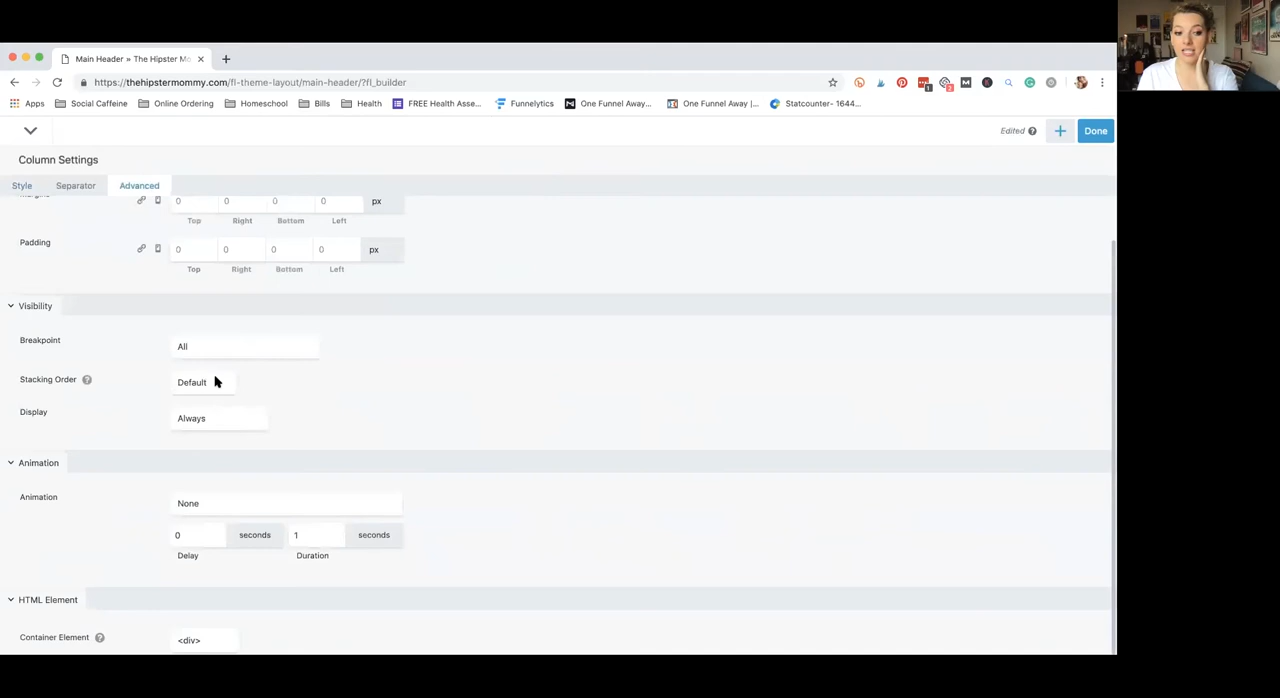 Main Header » The Hipster Mo
https://thehipstermommy.com/fl-theme-layout/main-header/?fl_builder
Apps Social Caffeine Online Ordering Homeschool Bills Health FREE Health Asse... Funnelytics One Funnel Away... One Funnel Away |... Statcounter- 1644...
Edited ? + Done
Column Settings
Style Separator Advanced
0 0 0 0 px
Top Right Bottom Left
Padding 0 0 0 0 px
Top Right Bottom Left
Visibility
Breakpoint All
Stacking Order ? Default
Display Always
Animation
Animation None
0 seconds 1 seconds
Delay Duration
HTML Element
Container Element ? <div>